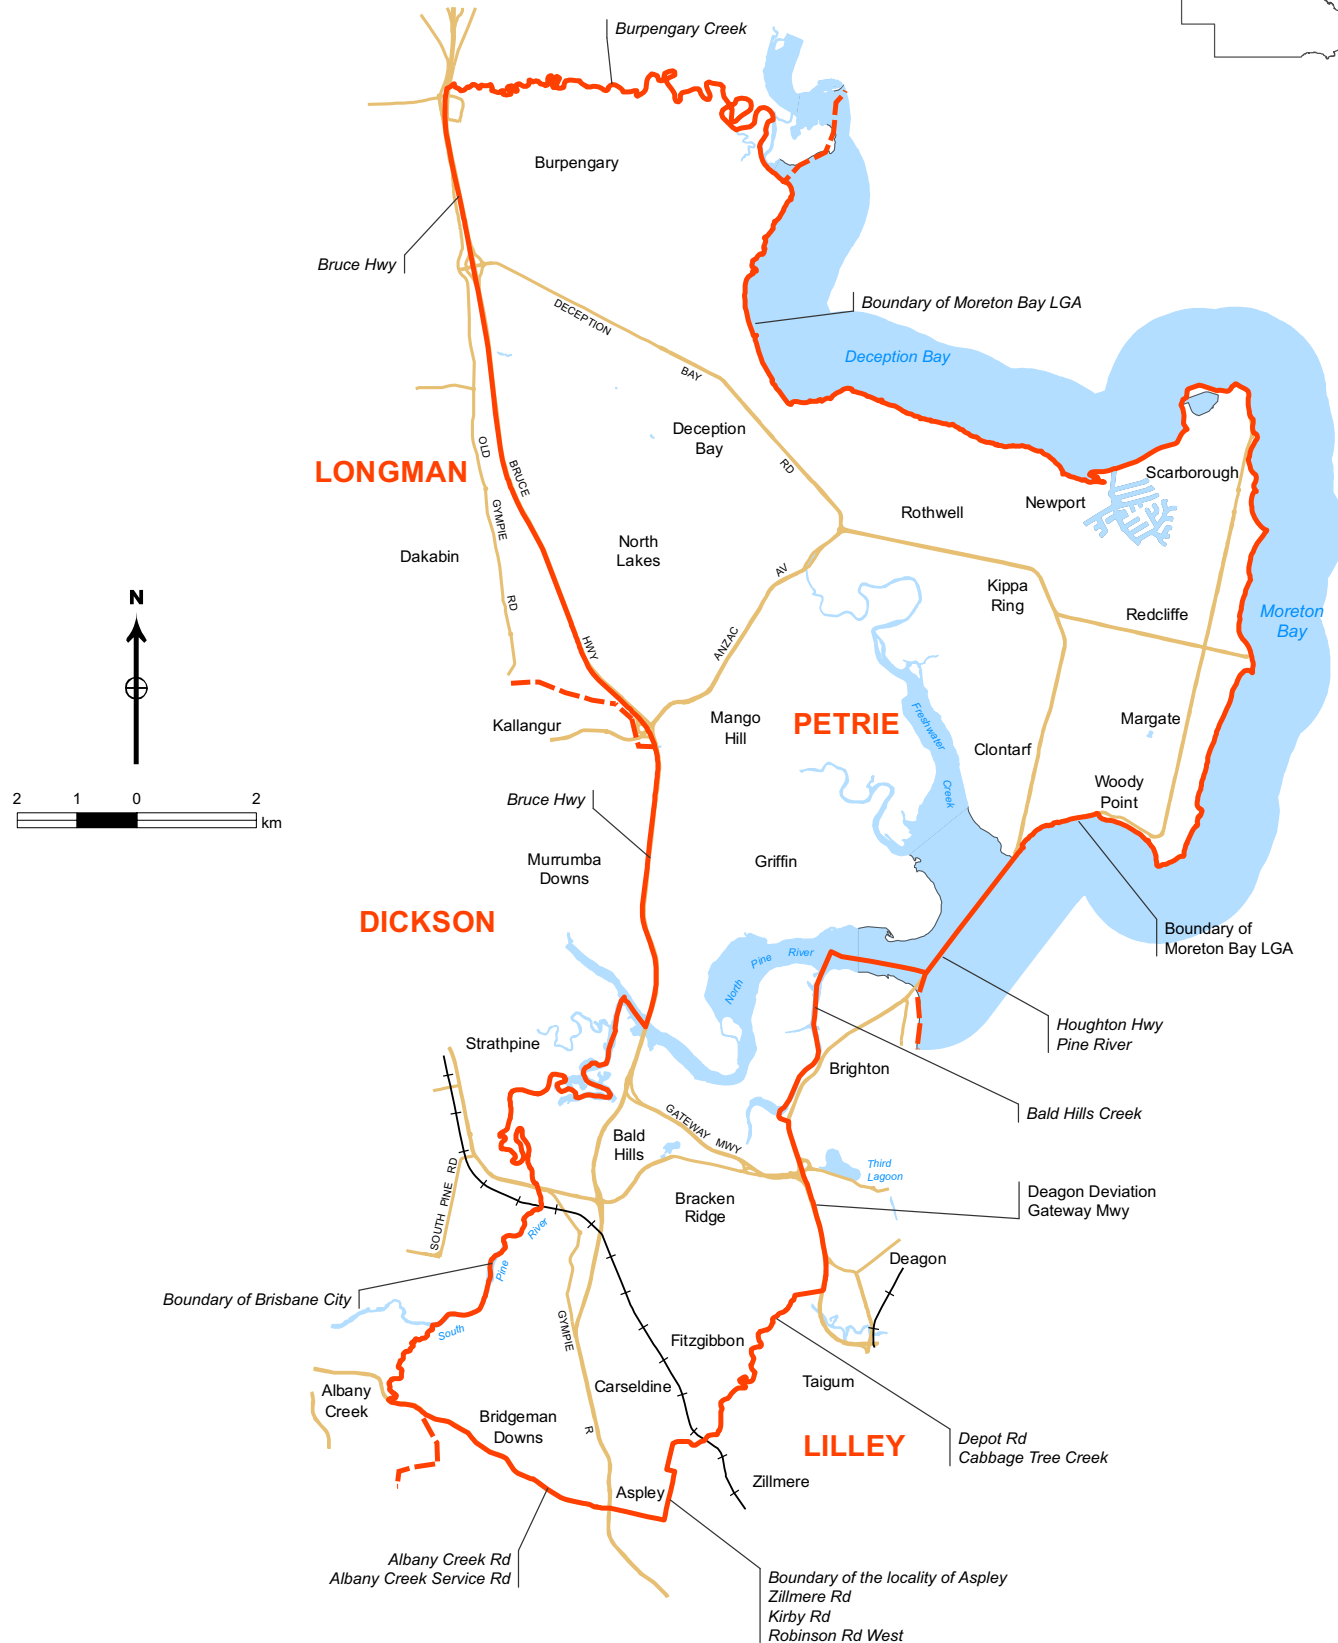 Burpengary Creek
Burpengary
Bruce Hwy
DECEPTION
BAY
RD
Boundary of Moreton Bay LGA
Deception Bay
Deception
Bay
LONGMAN
OLD
GYMPIE
RD
BRUCE
HWY
Scarborough
Newport
Rothwell
North
Lakes
Dakabin
AV
ANZAC
Kippa
Ring
Redcliffe
Moreton
Bay
N
Kallangur
Mango
Hill
PETRIE
Freshwater
Creek
Clontarf
Margate
Woody
Point
2 1 0 2
km
Bruce Hwy
Murrumba
Downs
Griffin
DICKSON
Boundary of
Moreton Bay LGA
North Pine River
Houghton Hwy
Pine River
Strathpine
Brighton
Bald Hills Creek
GATEWAY MWY
Bald
Hills
Third
Lagoon
SOUTH PINE RD
Bracken
Ridge
Deagon Deviation
Gateway Mwy
South Pine River
Deagon
Boundary of Brisbane City
GYMPIE
R
Fitzgibbon
Carseldine
Taigum
Albany
Creek
Bridgeman
Downs
LILLEY
Depot Rd
Cabbage Tree Creek
Aspley
Zillmere
Albany Creek Rd
Albany Creek Service Rd
Boundary of the locality of Aspley
Zillmere Rd
Kirby Rd
Robinson Rd West